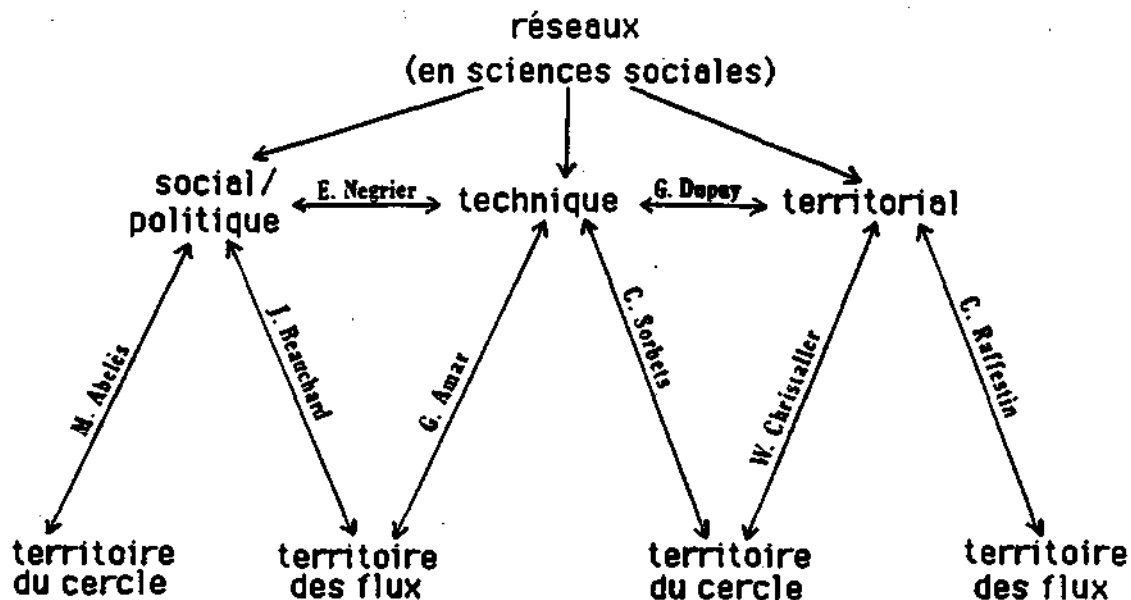 réseaux
(en sciences sociales)
social/
politique
E. Negrier
technique
G. Dupuy
territorial
M. Abelès
J. Beauchard
G. Amar
C. Sorbets
W. Christaller
C. Raffestin
territoire
du cercle
territoire
des flux
territoire
du cercle
territoire
des flux